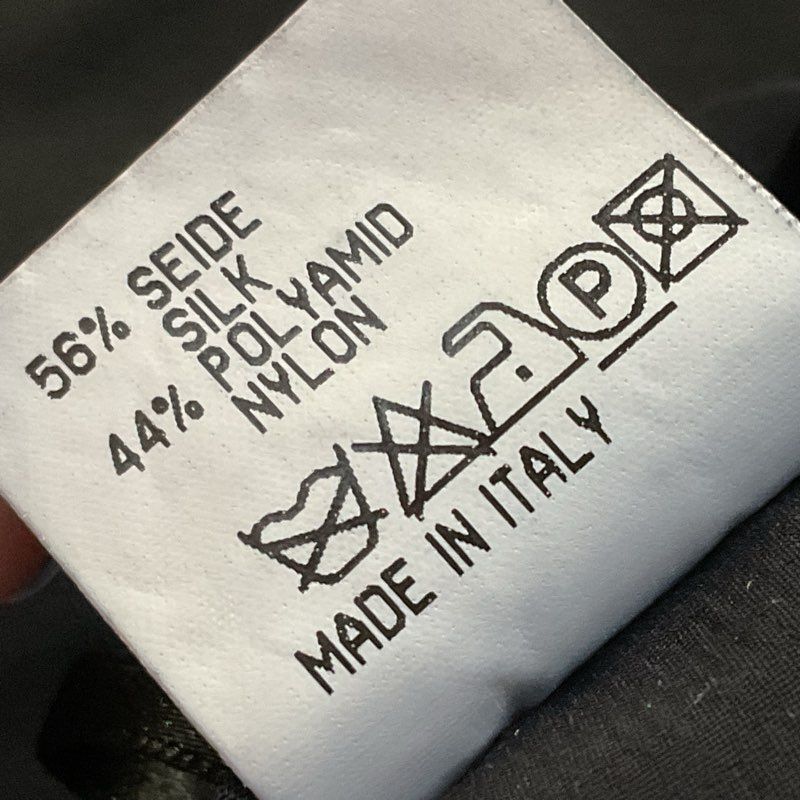 56% SEIDE
SILK
44% POLYAMID
NYLON
P
MADE IN ITALY